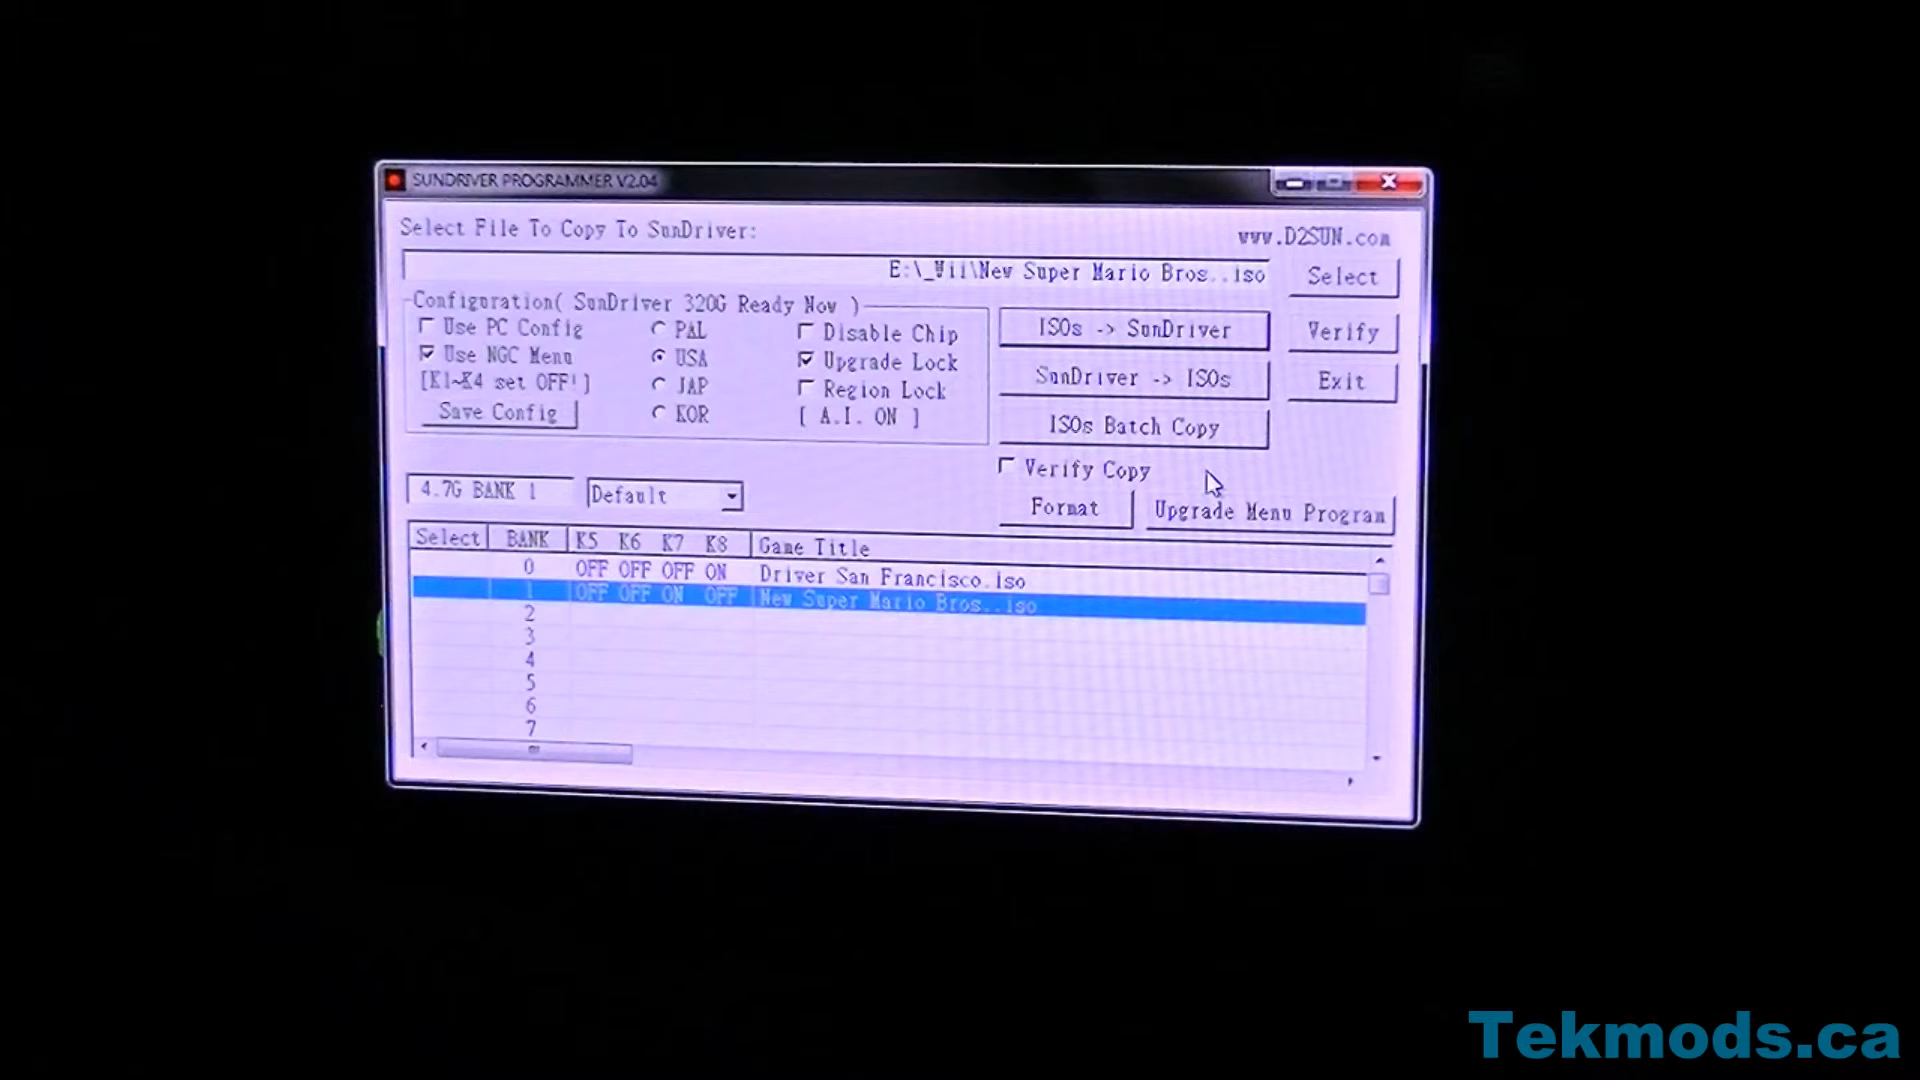 SUNDRIVER PROGRAMMER V2.04
Select File To Copy To SunDriver:
www.D2SUN.com
E:\_Wii\New Super Mario Bros..iso
Select
Configuration( SunDriver 320G Ready Now )
Use PC Config
PAL
Disable Chip
ISOs -> SunDriver
Verify
Use NGC Menu
USA
Upgrade Lock
[K1~K4 set OFF!]
JAP
Region Lock
SunDriver -> ISOs
Exit
Save Config
KOR
[ A.I. ON ]
ISOs Batch Copy
Verify Copy
4.7G BANK 1
Default
Format
Upgrade Menu Program
Select BANK K5 K6 K7 K8 Game Title
0 OFF OFF OFF ON Driver San Francisco.iso
1 OFF OFF ON OFF New Super Mario Bros..iso
2
3
4
5
6
7
Tekmods.ca